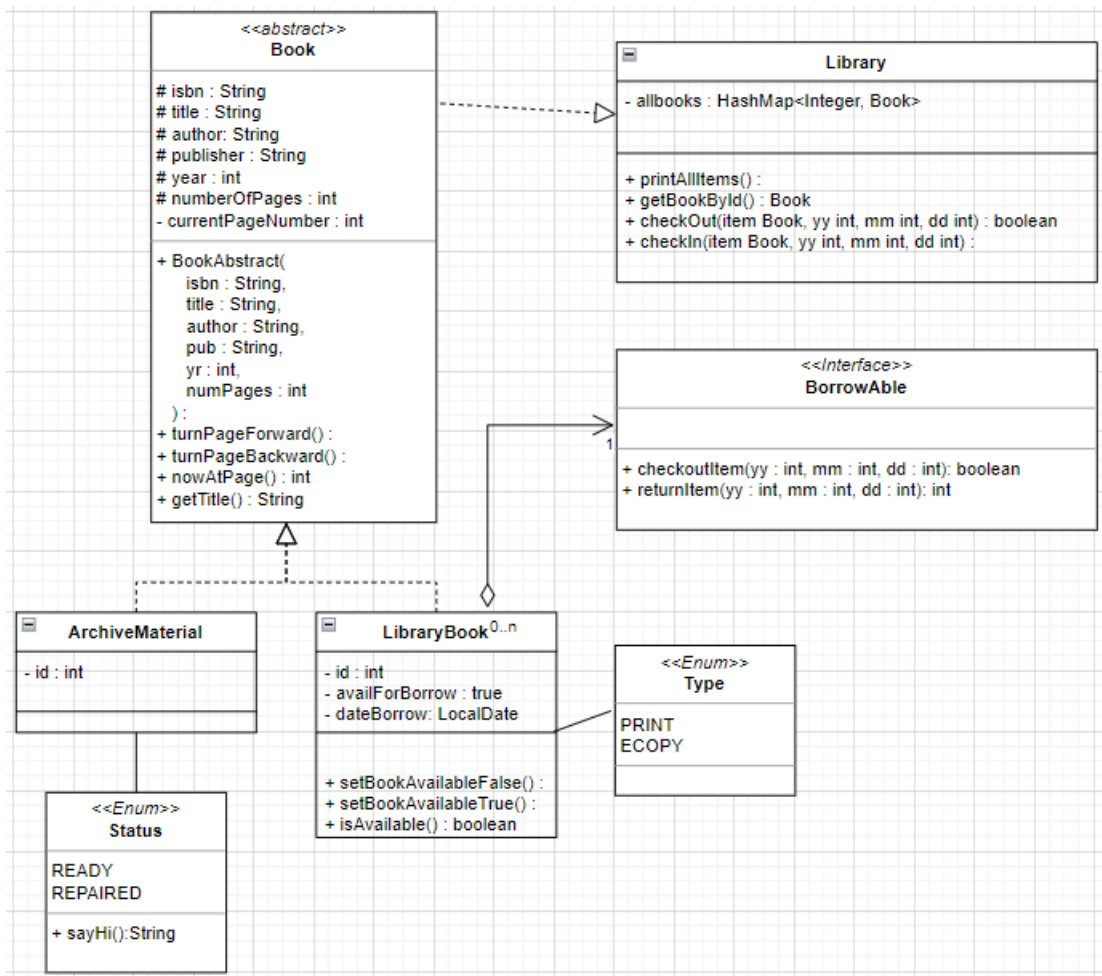 <<abstract>>
Book
# isbn : String
# title : String
# author: String
# publisher : String
# year : int
# numberOfPages : int
- currentPageNumber : int
+ BookAbstract(
isbn : String,
title : String,
author : String,
pub : String,
yr : int,
numPages : int
) :
+ turnPageForward() :
+ turnPageBackward() :
+ nowAtPage() : int
+ getTitle() : String
Library
- allbooks : HashMap<Integer, Book>
+ printAllItems() :
+ getBookById() : Book
+ checkOut(item Book, yy int, mm int, dd int) : boolean
+ checkIn(item Book, yy int, mm int, dd int) :
<<Interface>>
BorrowAble
1
+ checkoutItem(yy : int, mm : int, dd : int): boolean
+ returnItem(yy : int, mm : int, dd : int): int
ArchiveMaterial
- id : int
LibraryBook
0..n
- id : int
- availForBorrow : true
- dateBorrow: LocalDate
+ setBookAvailableFalse() :
+ setBookAvailableTrue() :
+ isAvailable() : boolean
<<Enum>>
Type
PRINT
ECOPY
<<Enum>>
Status
READY
REPAIRED
+ sayHi():String